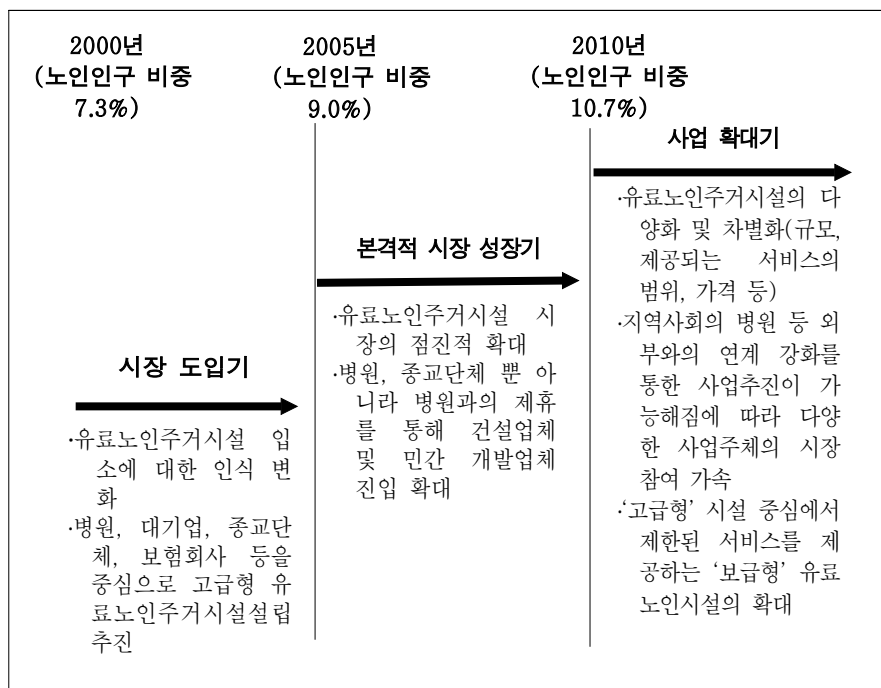 2000년
(노인인구 비중
7.3%)
2005년
(노인인구 비중
9.0%)
2010년
(노인인구 비중
10.7%)
시장 도입기
·유료노인주거시설 입
소에 대한 인식 변
화
·병원, 대기업, 종교단
체, 보험회사 등을
중심으로 고급형 유
료노인주거시설설립
추진
본격적 시장 성장기
·유료노인주거시설 시
장의 점진적 확대
·병원, 종교단체 뿐 아
니라 병원과의 제휴
를 통해 건설업체
및 민간 개발업체
진입 확대
사업 확대기
·유료노인주거시설의 다
양화 및 차별화(규모,
제공되는 서비스의
범위, 가격 등)
·지역사회의 병원 등 외
부와의 연계 강화를
통한 사업추진이 가
능해짐에 따라 다양
한 사업주체의 시장
참여 가속
·‘고급형’ 시설 중심에서
제한된 서비스를 제
공하는 ‘보급형’ 유료
노인시설의 확대